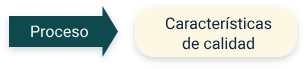 Proceso
Características
de calidad